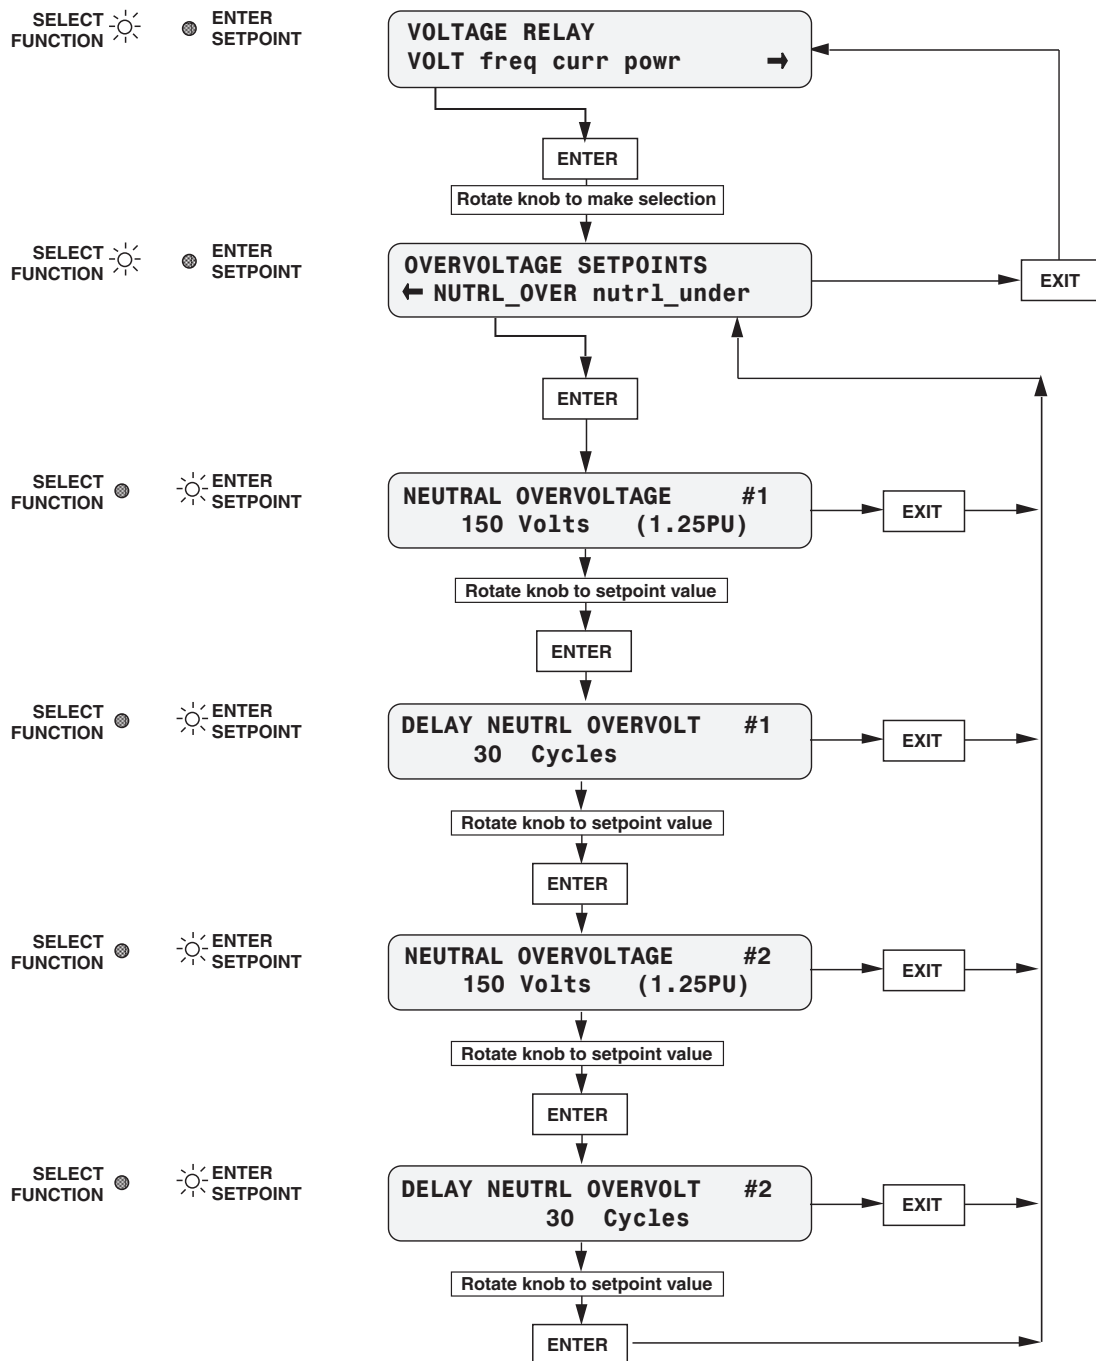 SELECT
FUNCTION
ENTER
SETPOINT
VOLTAGE RELAY
VOLT freq curr powr →
ENTER
Rotate knob to make selection
SELECT
FUNCTION
ENTER
SETPOINT
OVERVOLTAGE SETPOINTS
← NUTRL_OVER nutrl_under
EXIT
ENTER
SELECT
FUNCTION
ENTER
SETPOINT
NEUTRAL OVERVOLTAGE #1
150 Volts (1.25PU)
EXIT
Rotate knob to setpoint value
ENTER
SELECT
FUNCTION
ENTER
SETPOINT
DELAY NEUTRL OVERVOLT #1
30 Cycles
EXIT
Rotate knob to setpoint value
ENTER
SELECT
FUNCTION
ENTER
SETPOINT
NEUTRAL OVERVOLTAGE #2
150 Volts (1.25PU)
EXIT
Rotate knob to setpoint value
ENTER
SELECT
FUNCTION
ENTER
SETPOINT
DELAY NEUTRL OVERVOLT #2
30 Cycles
EXIT
Rotate knob to setpoint value
ENTER